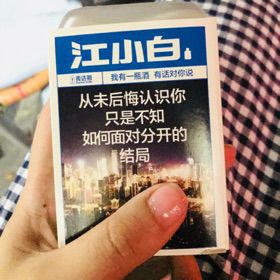 江小白
表达瓶
我有一瓶酒 有话对你说
从未后悔认识你
只是不知
如何面对分开的
结局